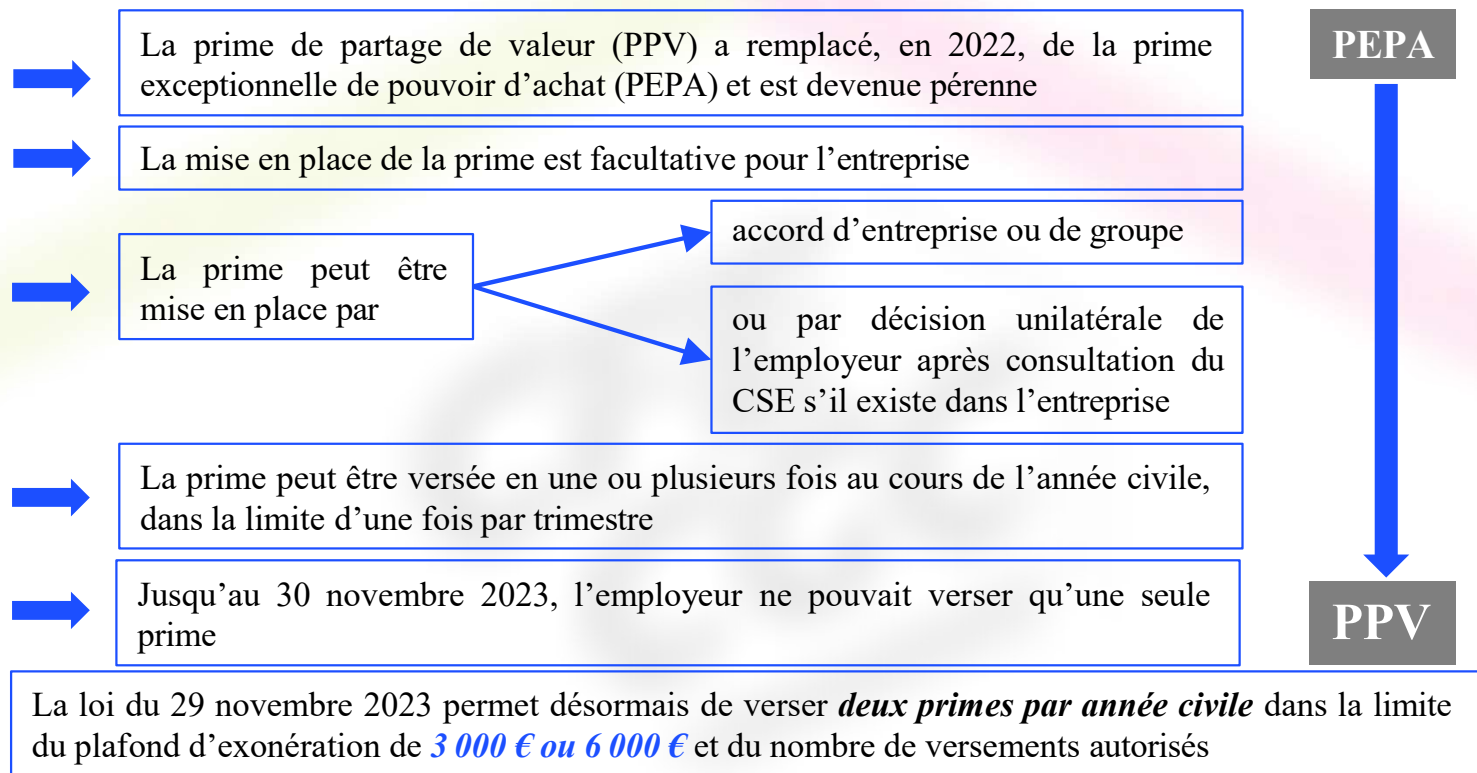 La prime de partage de valeur (PPV) a remplacé, en 2022, de la prime
exceptionnelle de pouvoir d’achat (PEPA) et est devenue pérenne
PEPA
La mise en place de la prime est facultative pour l’entreprise
La prime peut être
mise en place par
accord d’entreprise ou de groupe
ou par décision unilatérale de
l’employeur après consultation du
CSE s’il existe dans l’entreprise
La prime peut être versée en une ou plusieurs fois au cours de l’année civile,
dans la limite d’une fois par trimestre
Jusqu’au 30 novembre 2023, l’employeur ne pouvait verser qu’une seule
prime
PPV
La loi du 29 novembre 2023 permet désormais de verser deux primes par année civile dans la limite
du plafond d’exonération de 3 000 € ou 6 000 € et du nombre de versements autorisés